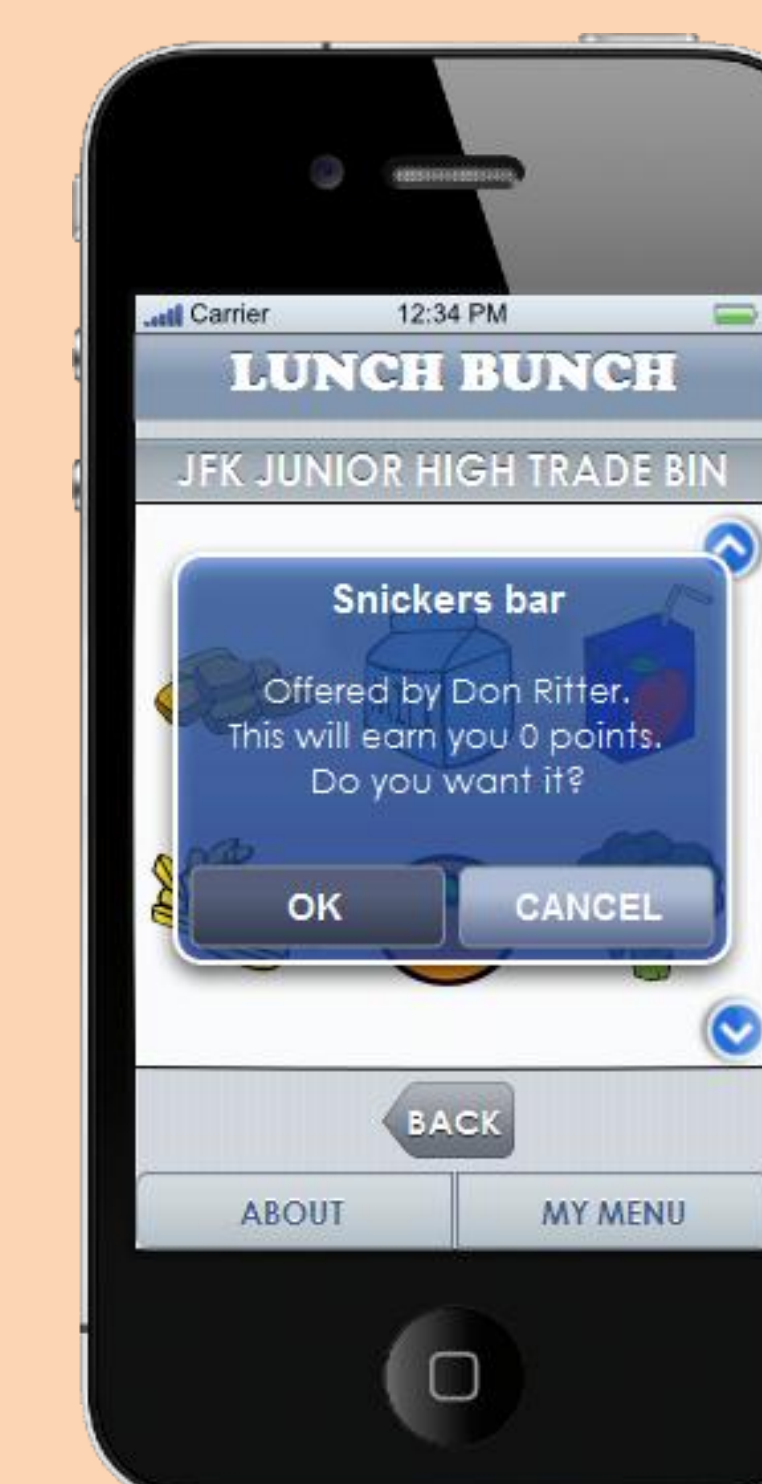 Carrier 12:34 PM
LUNCH BUNCH
JFK JUNIOR HIGH TRADE BIN
Snickers bar
Offered by Don Ritter.
This will earn you 0 points.
Do you want it?
OK CANCEL
BACK
ABOUT MY MENU